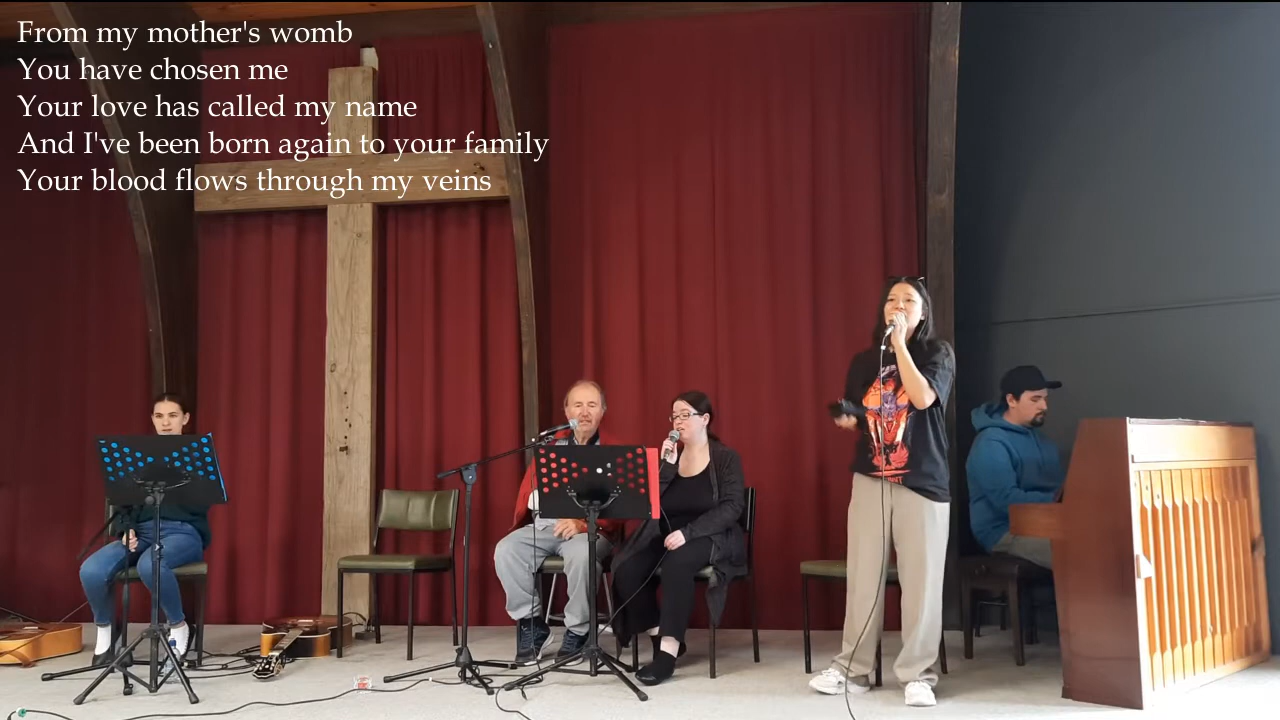 From my mother's womb
You have chosen me
Your love has called my name
And I've been born again to your family
Your blood flows through my veins